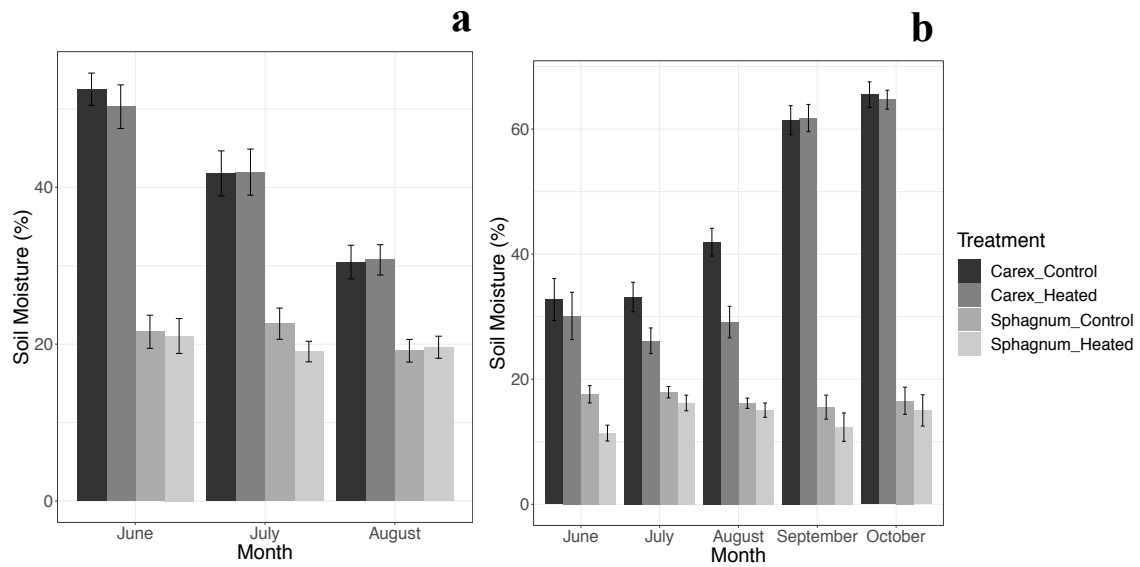 a
Soil Moisture (%)
40
20
0
June July August
Month
b
Soil Moisture (%)
60
40
20
0
June July August September October
Month
Treatment
Carex_Control
Carex_Heated
Sphagnum_Control
Sphagnum_Heated